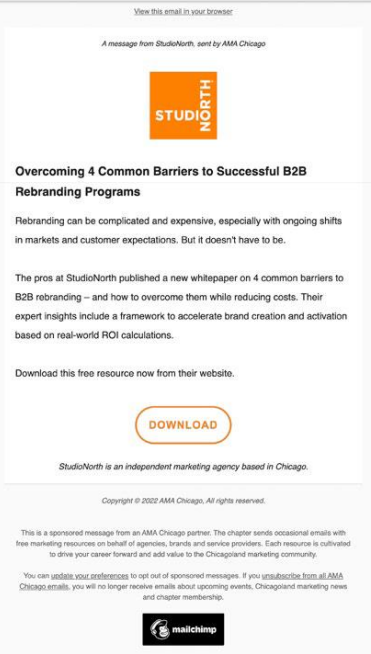 View this email in your browser
A message from StudioNorth, sent by AMA Chicago
STUDIO
NORTH
Overcoming 4 Common Barriers to Successful B2B
Rebranding Programs
Rebranding can be complicated and expensive, especially with ongoing shifts
in markets and customer expectations. But it doesn't have to be.
The pros at StudioNorth published a new whitepaper on 4 common barriers to
B2B rebranding – and how to overcome them while reducing costs. Their
expert insights include a framework to accelerate brand creation and activation
based on real-world ROI calculations.
Download this free resource now from their website.
DOWNLOAD
StudioNorth is an independent marketing agency based in Chicago.
Copyright © 2022 AMA Chicago, All rights reserved.
This is a sponsored message from an AMA Chicago partner. The chapter sends occasional emails with
free marketing resources on behalf of agencies, brands and service providers. Each resource is cultivated
to drive your career forward and add value to the Chicagoland marketing community.
You can update your preferences to opt out of sponsored messages. If you unsubscribe from all AMA
Chicago emails, you will no longer receive emails about upcoming events, Chicagoland marketing news
and chapter membership.
mailchimp